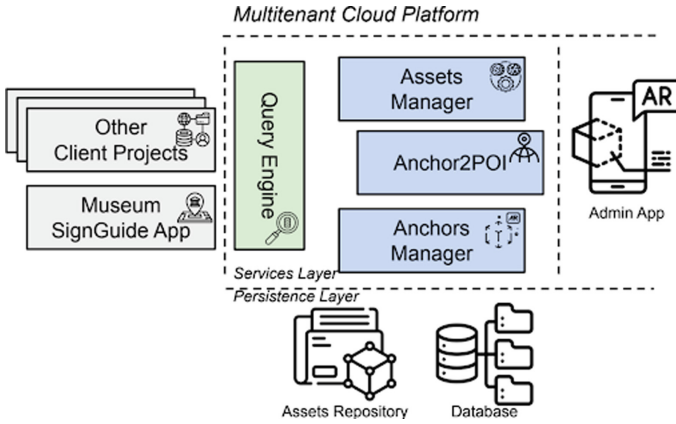 Multitenant Cloud Platform
Other
Client Projects
Museum
SignGuide App
Query Engine
Assets
Manager
Anchor2POI
Anchors
Manager
AR
AR
Admin App
Services Layer
Persistence Layer
Assets Repository
Database